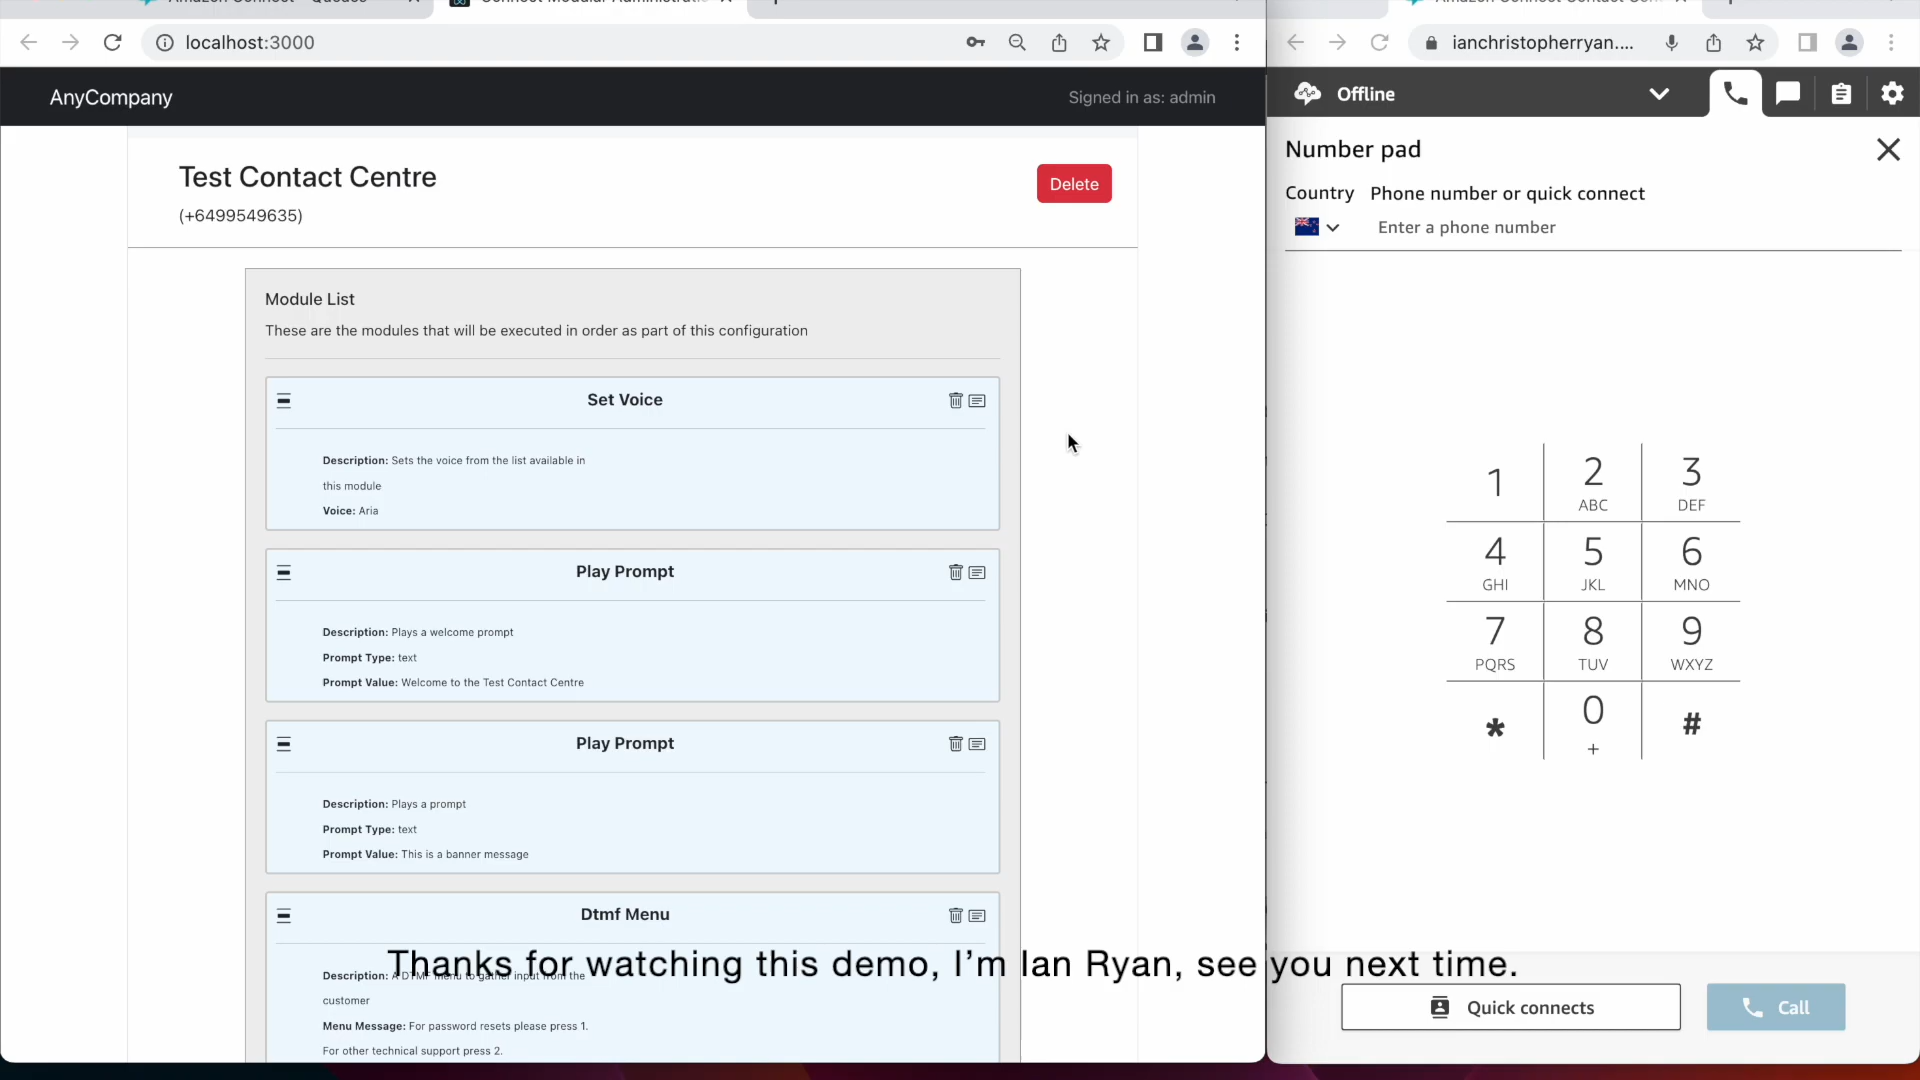 localhost:3000
AnyCompany
Signed in as: admin
Test Contact Centre
(+6499549635)
Delete
Module List
These are the modules that will be executed in order as part of this configuration
Set Voice
Description: Sets the voice from the list available in
this module
Voice: Aria
Play Prompt
Description: Plays a welcome prompt
Prompt Type: text
Prompt Value: Welcome to the Test Contact Centre
Play Prompt
Description: Plays a prompt
Prompt Type: text
Prompt Value: This is a banner message
Dtmf Menu
Description: A DTMF menu to gather input from the
customer
Menu Message: For password resets please press 1.
For other technical support press 2.
ianchristopherryan....
Offline
Number pad
Country Phone number or quick connect
Enter a phone number
1 2 3
ABC DEF
4 5 6
GHI JKL MNO
7 8 9
PQRS TUV WXYZ
* 0 #
+
Quick connects
Call
Thanks for watching this demo, I’m Ian Ryan, see you next time.